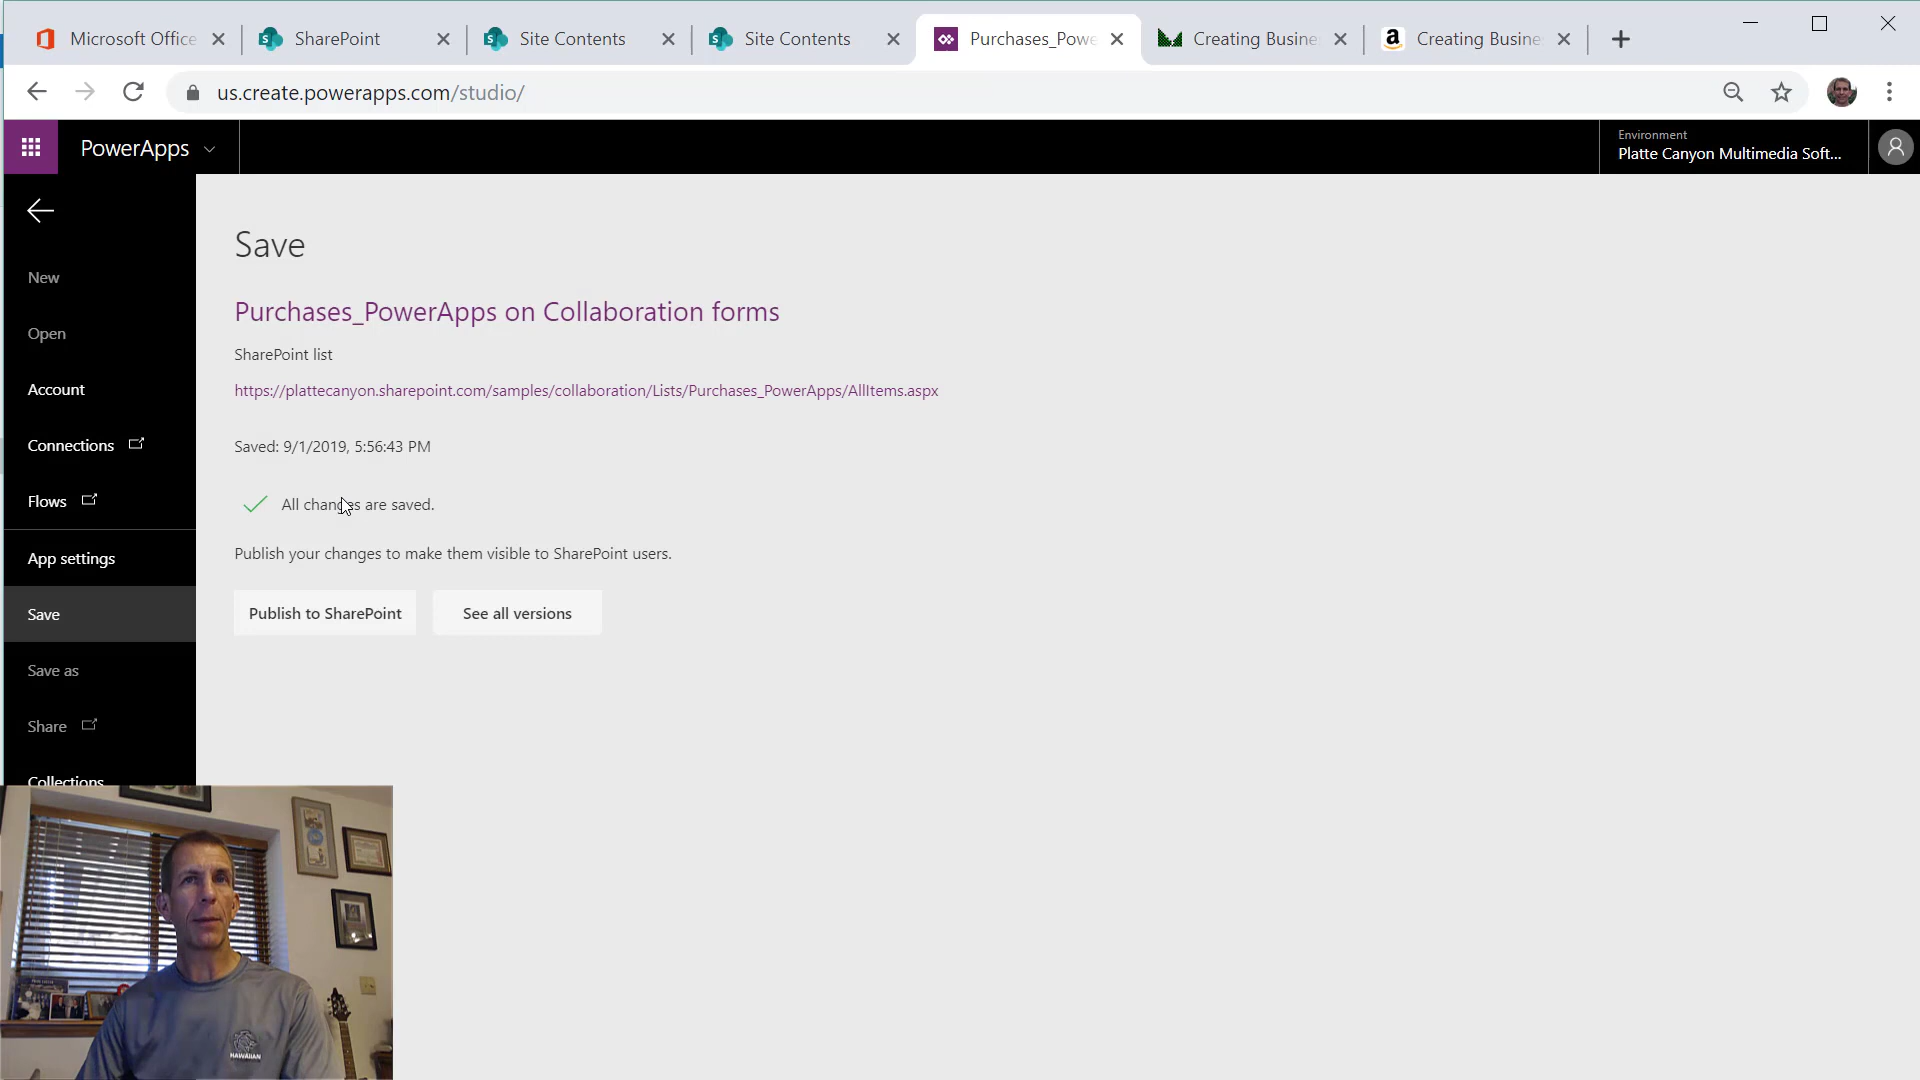 Microsoft Office
SharePoint
Site Contents
Site Contents
Purchases_Powe
Creating Busine
Creating Busine
us.create.powerapps.com/studio/
PowerApps
Environment
Platte Canyon Multimedia Soft...
New
Open
Account
Connections
Flows
App settings
Save
Save as
Share
Collections
Save
Purchases_PowerApps on Collaboration forms
SharePoint list
https://plattecanyon.sharepoint.com/samples/collaboration/Lists/Purchases_PowerApps/AllItems.aspx
Saved: 9/1/2019, 5:56:43 PM
All changes are saved.
Publish your changes to make them visible to SharePoint users.
Publish to SharePoint
See all versions
HAWAIIAN